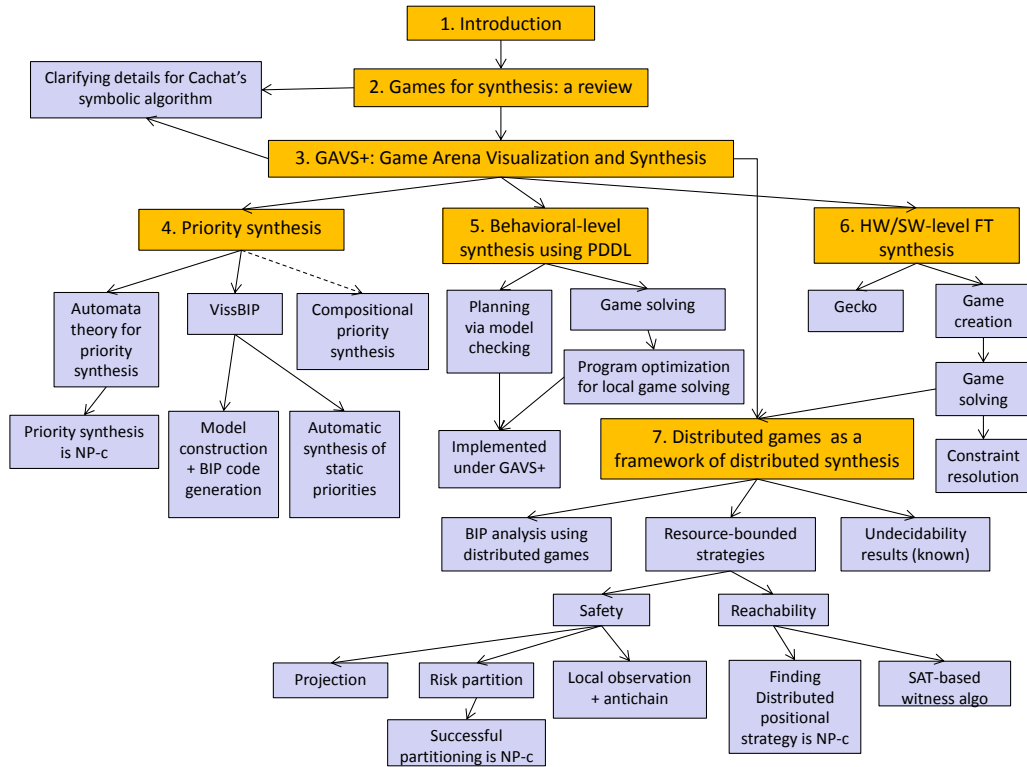 1. Introduction
Clarifying details for Cachat's
symbolic algorithm
2. Games for synthesis: a review
3. GAVS+: Game Arena Visualization and Synthesis
4. Priority synthesis
5. Behavioral-level
synthesis using PDDL
6. HW/SW-level FT
synthesis
Automata
theory for
priority
synthesis
VissBIP
Compositional
priority
synthesis
Planning
via model
checking
Game solving
Gecko
Game
creation
Program optimization
for local game solving
Game
solving
Priority synthesis
is NP-c
Model
construction
+ BIP code
generation
Automatic
synthesis of
static
priorities
Implemented
under GAVS+
7. Distributed games as a
framework of distributed synthesis
Constraint
resolution
BIP analysis using
distributed games
Resource-bounded
strategies
Undecidability
results (known)
Safety
Reachability
Projection
Risk partition
Local observation
+ antichain
Finding
Distributed
positional
strategy is NP-c
SAT-based
witness algo
Successful
partitioning is NP-c